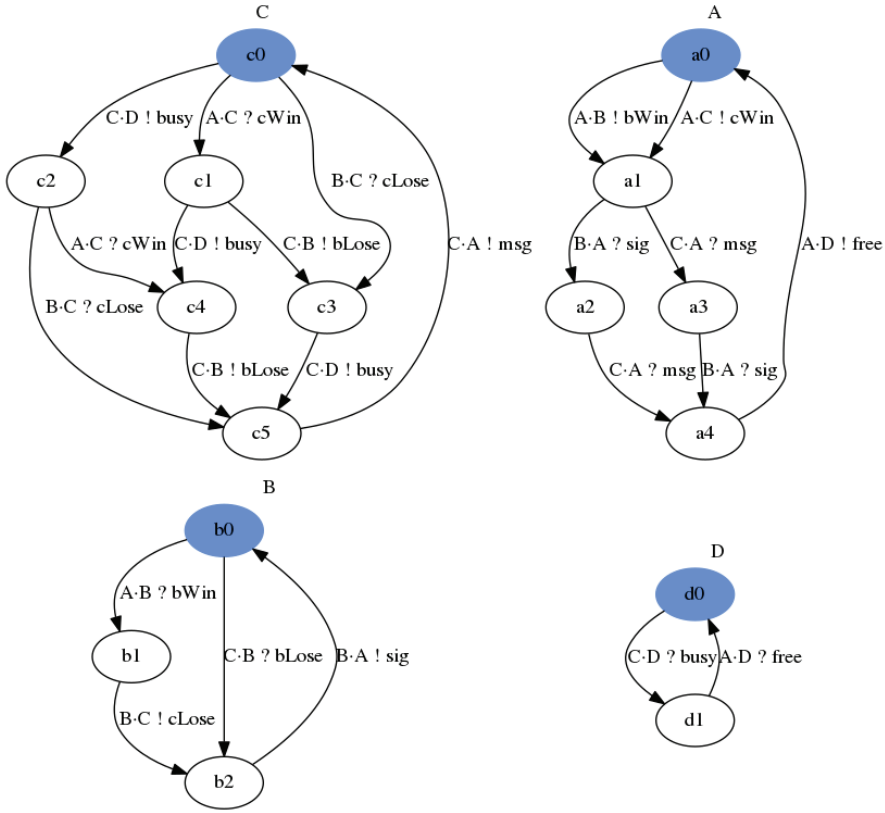 C
c0
C·D ! busy
A·C ? cWin
B·C ? cLose
c2
c1
A·C ? cWin
C·D ! busy
C·B ! bLose
C·A ! msg
B·C ? cLose
c4
c3
C·B ! bLose
C·D ! busy
c5
A
a0
A·B ! bWin
A·C ! cWin
a1
B·A ? sig
C·A ? msg
A·D ! free
a2
a3
C·A ? msg
B·A ? sig
a4
B
b0
A·B ? bWin
C·B ? bLose
B·A ! sig
b1
B·C ! cLose
b2
D
d0
C·D ? busy
A·D ? free
d1